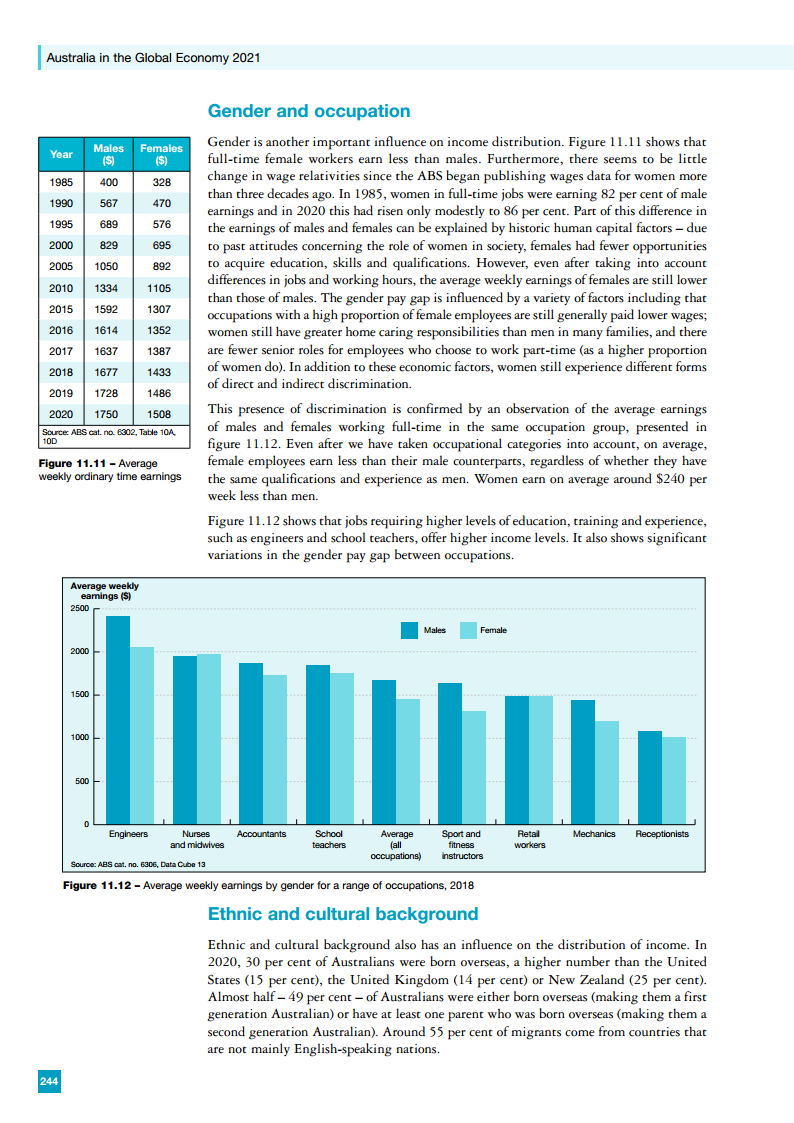 Australia in the Global Economy 2021
Gender and occupation
Year Males ($) Females ($)
1985 400 328
1990 567 470
1995 689 576
2000 829 695
2005 1050 892
2010 1334 1105
2015 1592 1307
2016 1614 1352
2017 1637 1387
2018 1677 1433
2019 1728 1486
2020 1750 1508
Source: ABS cat. no. 6302, Table 10A,
10D
Figure 11.11 – Average
weekly ordinary time earnings
Gender is another important influence on income distribution. Figure 11.11 shows that
full-time female workers earn less than males. Furthermore, there seems to be little
change in wage relativities since the ABS began publishing wages data for women more
than three decades ago. In 1985, women in full-time jobs were earning 82 per cent of male
earnings and in 2020 this had risen only modestly to 86 per cent. Part of this difference in
the earnings of males and females can be explained by historic human capital factors – due
to past attitudes concerning the role of women in society, females had fewer opportunities
to acquire education, skills and qualifications. However, even after taking into account
differences in jobs and working hours, the average weekly earnings of females are still lower
than those of males. The gender pay gap is influenced by a variety of factors including that
occupations with a high proportion of female employees are still generally paid lower wages;
women still have greater home caring responsibilities than men in many families, and there
are fewer senior roles for employees who choose to work part-time (as a higher proportion
of women do). In addition to these economic factors, women still experience different forms
of direct and indirect discrimination.
This presence of discrimination is confirmed by an observation of the average earnings
of males and females working full-time in the same occupation group, presented in
figure 11.12. Even after we have taken occupational categories into account, on average,
female employees earn less than their male counterparts, regardless of whether they have
the same qualifications and experience as men. Women earn on average around $240 per
week less than men.
Figure 11.12 shows that jobs requiring higher levels of education, training and experience,
such as engineers and school teachers, offer higher income levels. It also shows significant
variations in the gender pay gap between occupations.
Average weekly
earnings ($)
2500
2000
1500
1000
500
0
Males Female
Engineers
Nurses
and midwives
Accountants
School
teachers
Average
(all
occupations)
Sport and
fitness
instructors
Retail
workers
Mechanics
Receptionists
Source: ABS cat. no. 6306, Data Cube 13
Figure 11.12 – Average weekly earnings by gender for a range of occupations, 2018
Ethnic and cultural background
Ethnic and cultural background also has an influence on the distribution of income. In
2020, 30 per cent of Australians were born overseas, a higher number than the United
States (15 per cent), the United Kingdom (14 per cent) or New Zealand (25 per cent).
Almost half – 49 per cent – of Australians were either born overseas (making them a first
generation Australian) or have at least one parent who was born overseas (making them a
second generation Australian). Around 55 per cent of migrants come from countries that
are not mainly English-speaking nations.
244